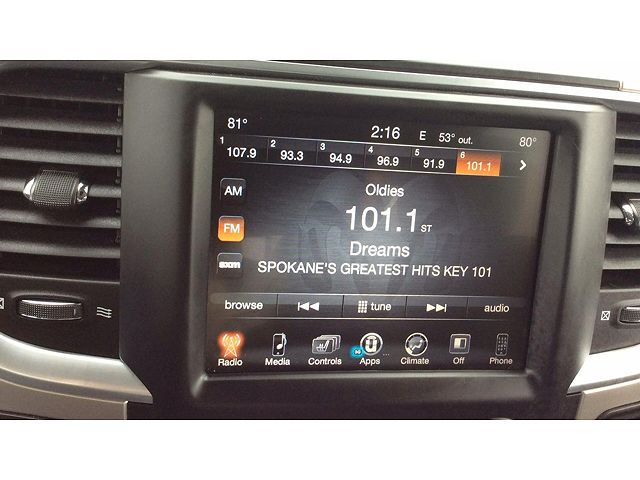 81° 2:16 E 53° out. 80°
1 107.9 2 93.3 3 94.9 4 96.9 5 91.9 6 101.1
AM
Oldies
101.1 ST
FM
Dreams
SPOKANE'S GREATEST HITS KEY 101
sxm
browse tune audio
Radio Media Controls Apps Climate Off Phone